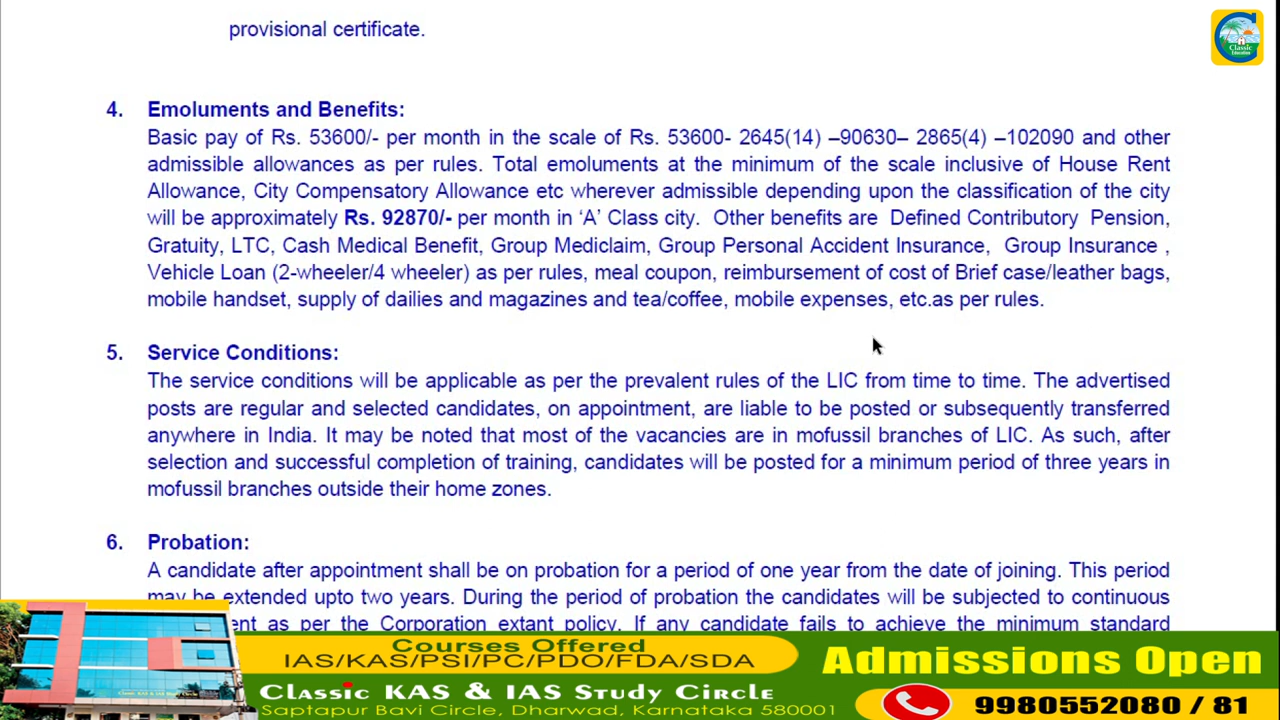 provisional certificate.
Classic
Education
4. Emoluments and Benefits:
Basic pay of Rs. 53600/- per month in the scale of Rs. 53600- 2645(14) –90630– 2865(4) –102090 and other
admissible allowances as per rules. Total emoluments at the minimum of the scale inclusive of House Rent
Allowance, City Compensatory Allowance etc wherever admissible depending upon the classification of the city
will be approximately Rs. 92870/- per month in ‘A’ Class city. Other benefits are Defined Contributory Pension,
Gratuity, LTC, Cash Medical Benefit, Group Mediclaim, Group Personal Accident Insurance, Group Insurance ,
Vehicle Loan (2-wheeler/4 wheeler) as per rules, meal coupon, reimbursement of cost of Brief case/leather bags,
mobile handset, supply of dailies and magazines and tea/coffee, mobile expenses, etc.as per rules.
5. Service Conditions:
The service conditions will be applicable as per the prevalent rules of the LIC from time to time. The advertised
posts are regular and selected candidates, on appointment, are liable to be posted or subsequently transferred
anywhere in India. It may be noted that most of the vacancies are in mofussil branches of LIC. As such, after
selection and successful completion of training, candidates will be posted for a minimum period of three years in
mofussil branches outside their home zones.
6. Probation:
A candidate after appointment shall be on probation for a period of one year from the date of joining. This period
may be extended upto two years. During the period of probation the candidates will be subjected to continuous
as per the Corporation extant policy. If any candidate fails to achieve the minimum standard
Courses Offered
IAS/KAS/PSI/PC/PDO/FDA/SDA
Classic KAS & IAS Study Circle
Saptapur Bavi Circle, Dharwad, Karnataka 580001
Admissions Open
9980552080 / 81